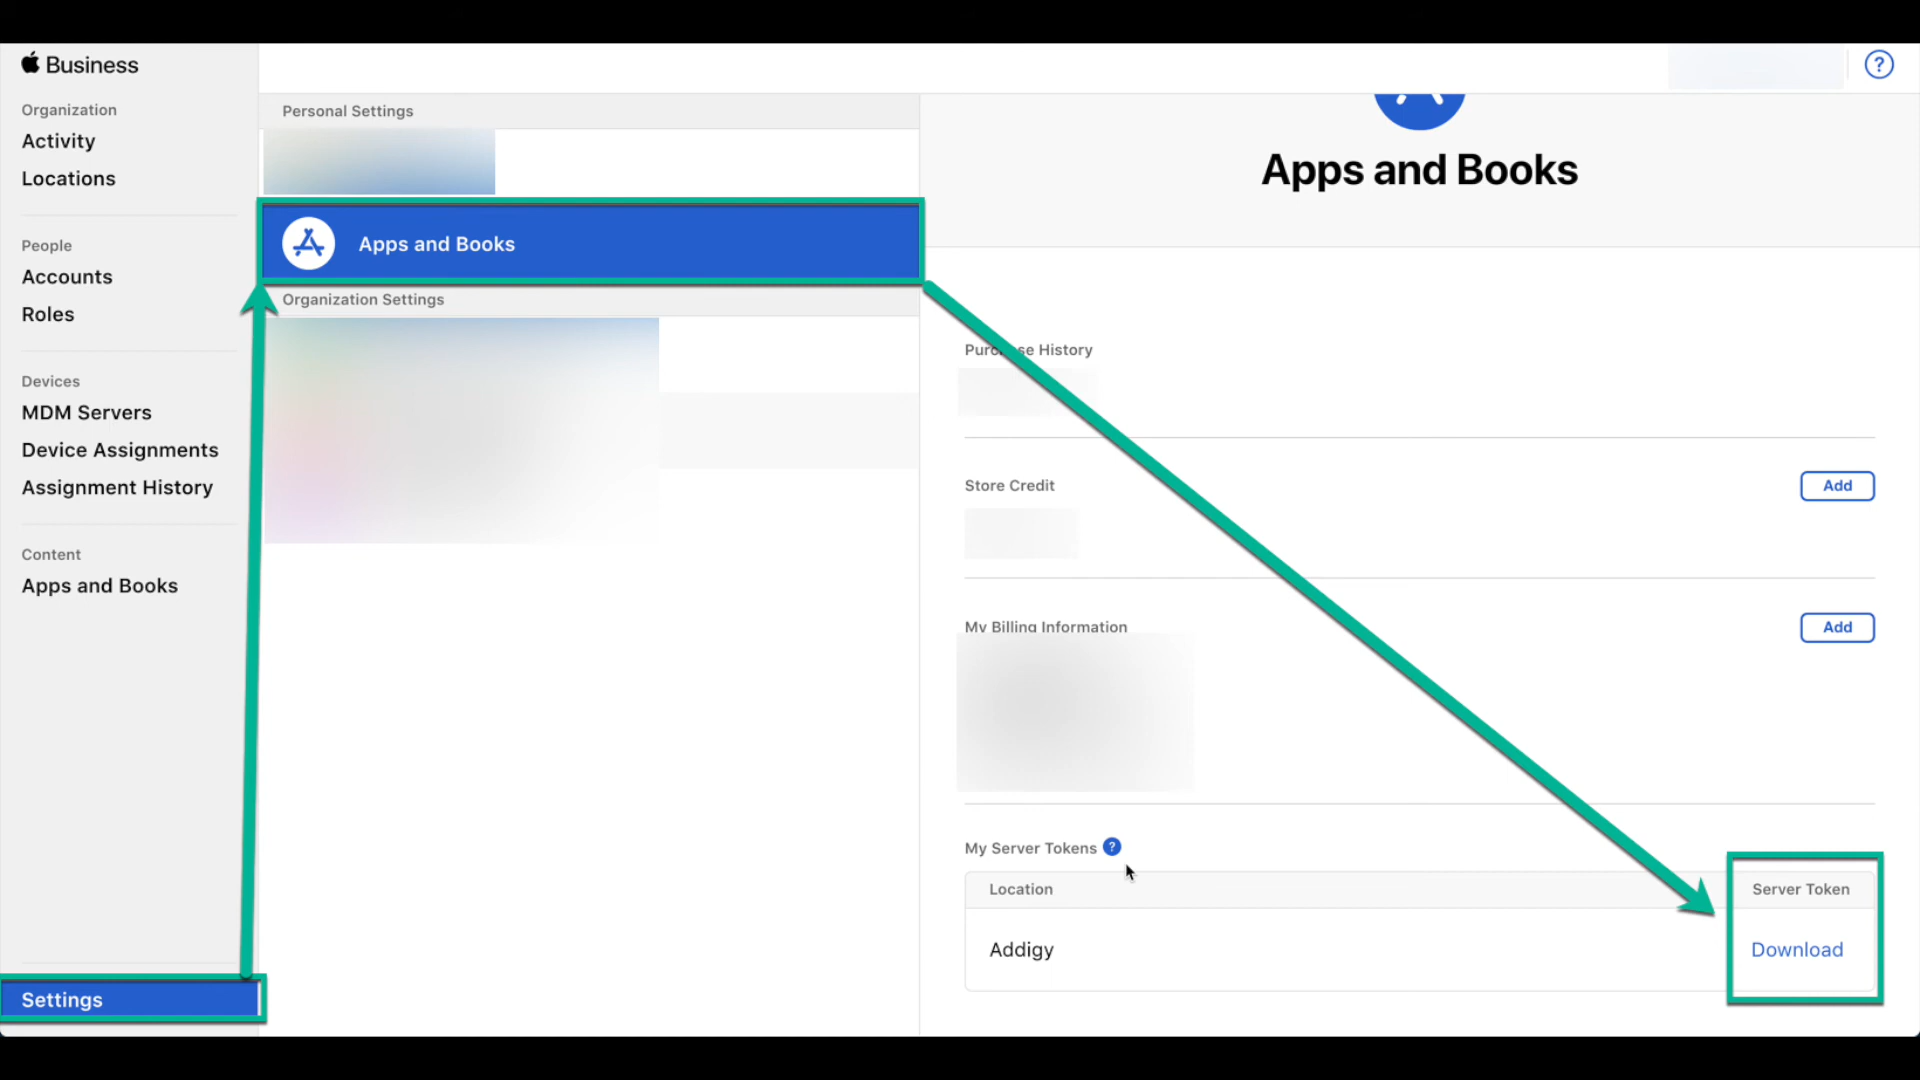 Business
?
Organization
Activity
Locations
People
Accounts
Roles
Devices
MDM Servers
Device Assignments
Assignment History
Content
Apps and Books
Settings
Personal Settings
Apps and Books
Organization Settings
Apps and Books
Purchase History
Store Credit
Add
My Billing Information
Add
My Server Tokens ?
Location Server Token
Addigy Download